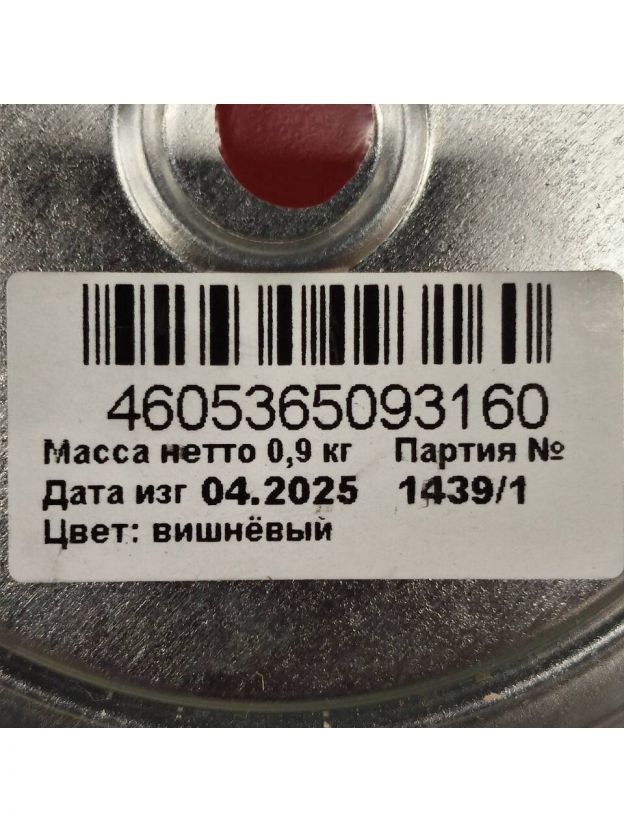 4605365093160
Масса нетто 0,9 кг Партия №
Дата изг 04.2025 1439/1
Цвет: вишнёвый